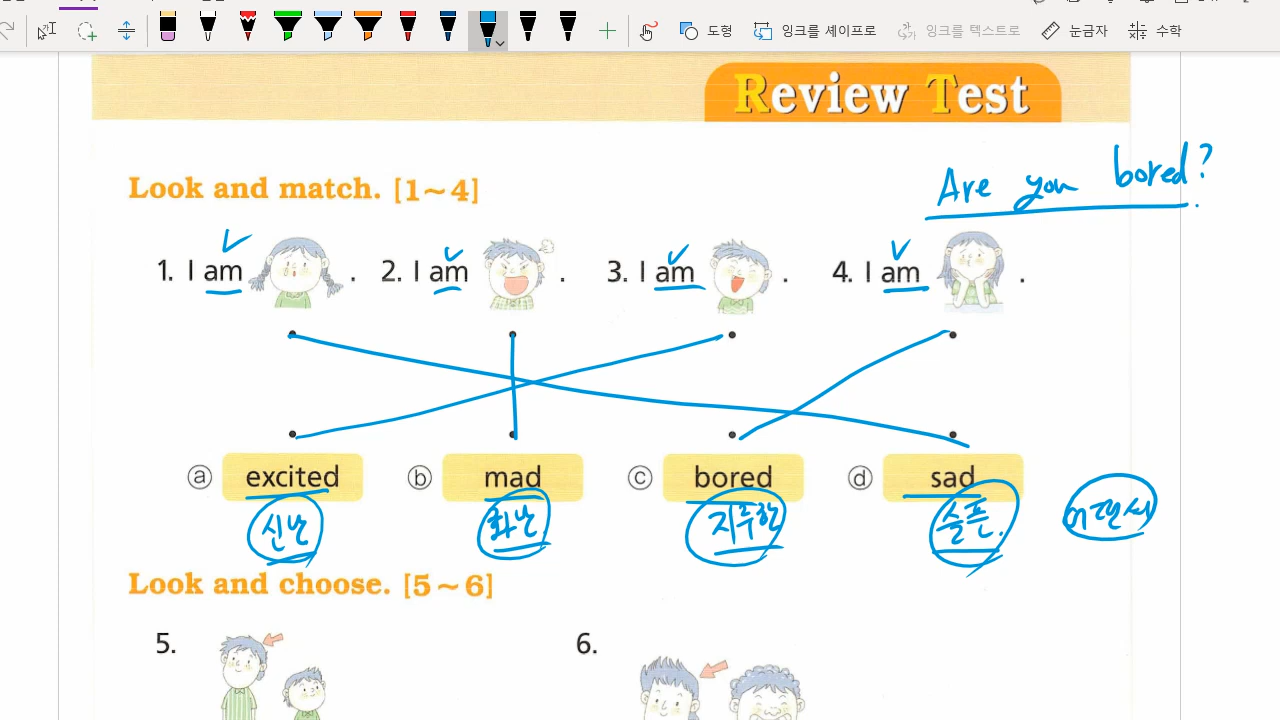 도형 잉크를 셰이프로 잉크를 텍스트로 눈금자 수학
Review Test
Are you bored?
Look and match. [1~4]
1. I am . 2. I am . 3. I am . 4. I am .
ⓐ excited ⓑ mad ⓒ bored ⓓ sad
신난 화난 지루한 슬픈.
Look and choose. [5~6]
5. 6.